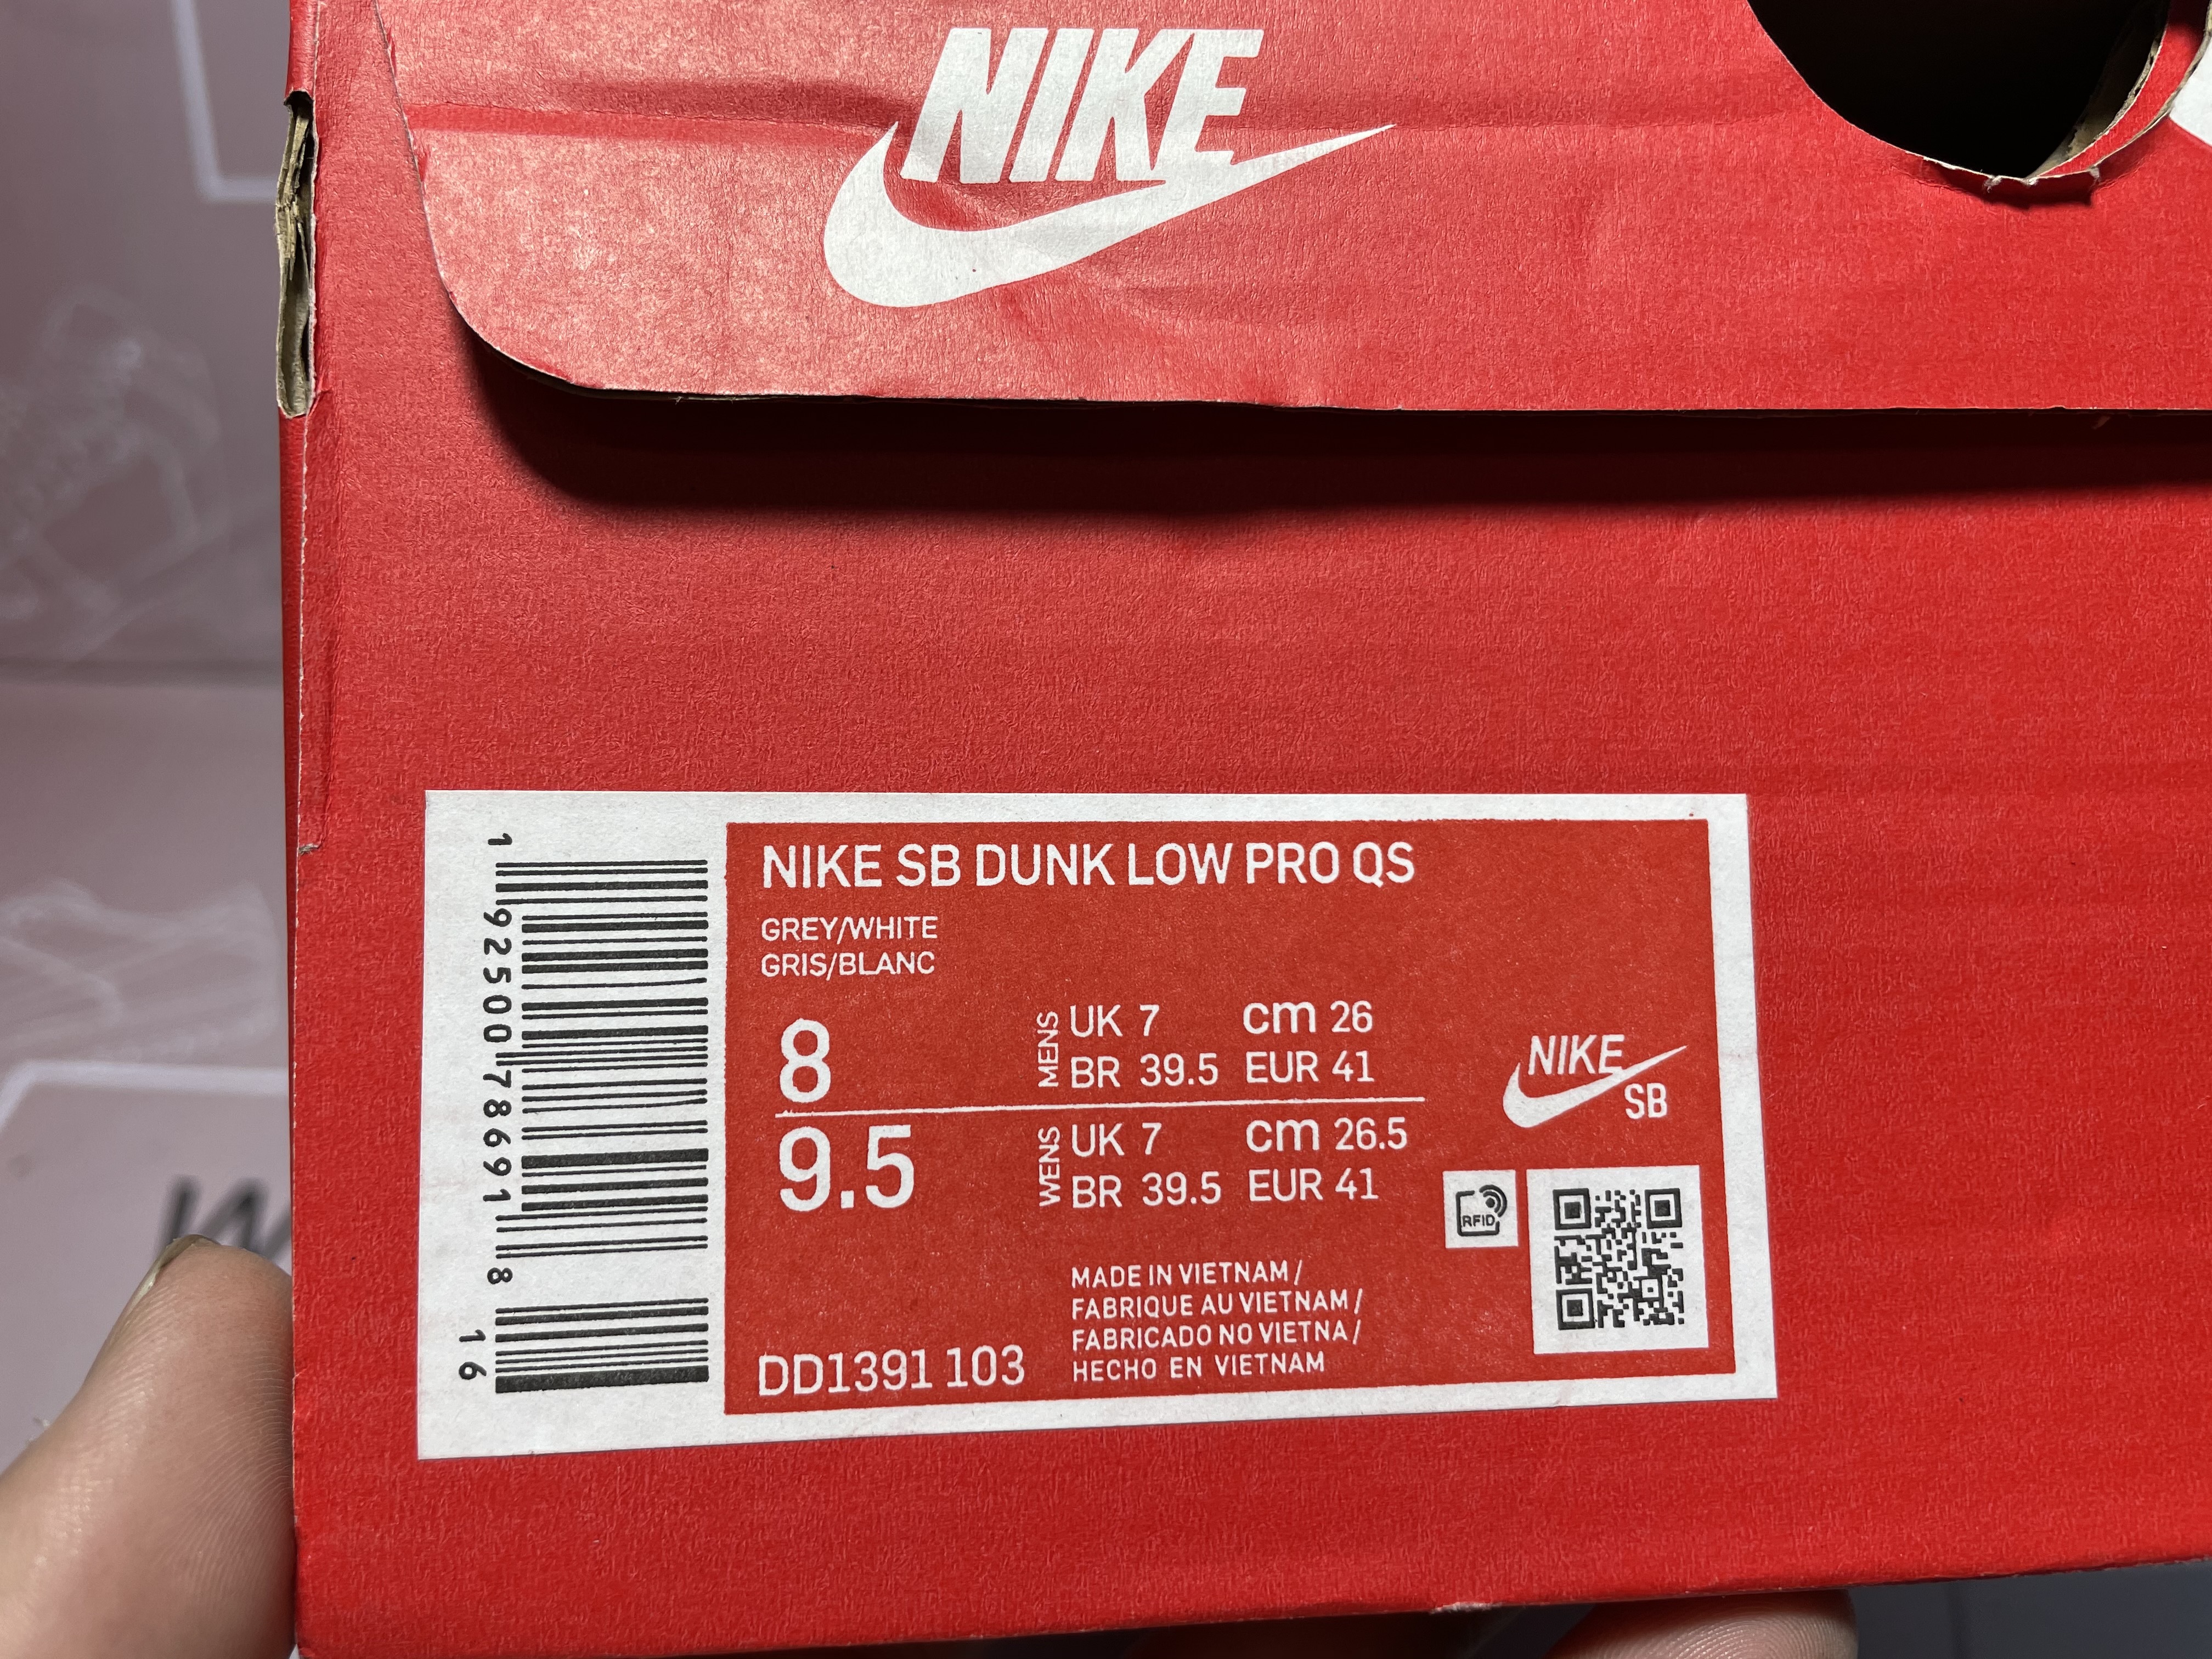 NIKE
NIKE SB DUNK LOW PRO QS
GREY/WHITE
GRIS/BLANC
8
MENS
UK 7 cm 26
BR 39.5 EUR 41
9.5
WENS
UK 7 cm 26.5
BR 39.5 EUR 41
NIKE
SB
RFID
MADE IN VIETNAM /
FABRIQUE AU VIETNAM /
FABRICADO NO VIETNA /
HECHO EN VIETNAM
DD1391 103
1 92500 78691 8
16